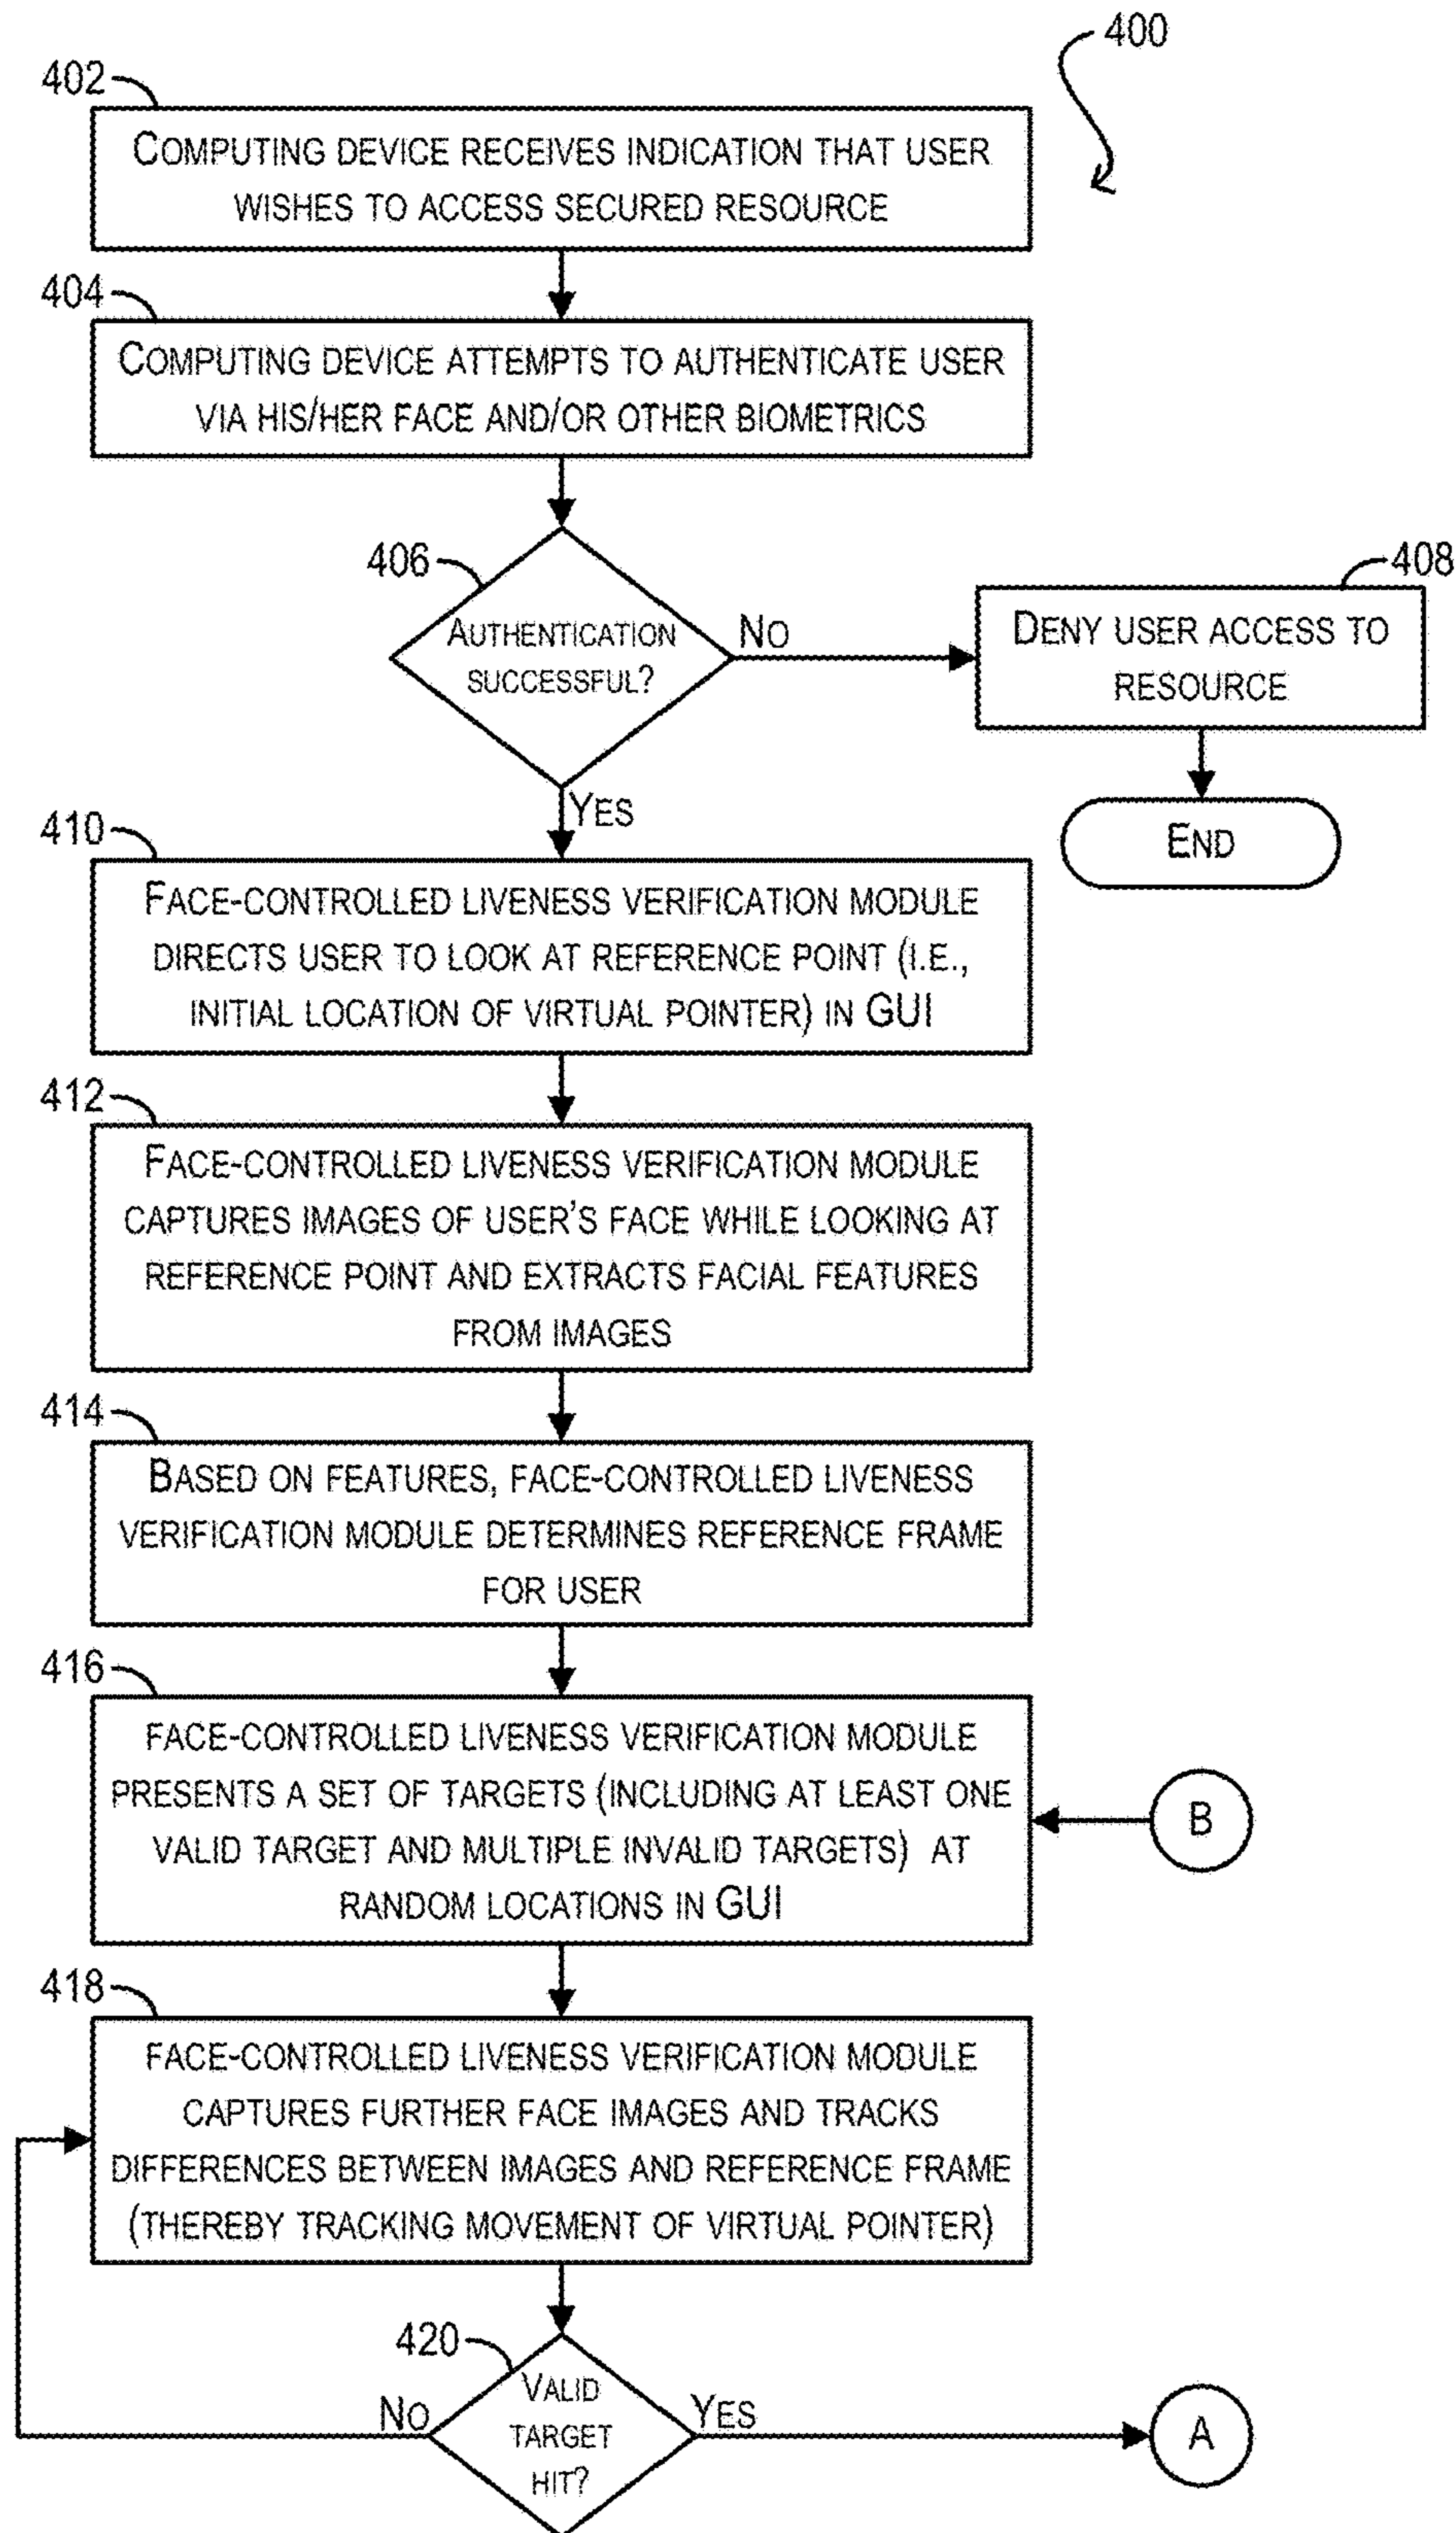 400
402
COMPUTING DEVICE RECEIVES INDICATION THAT USER
WISHES TO ACCESS SECURED RESOURCE
404
COMPUTING DEVICE ATTEMPTS TO AUTHENTICATE USER
VIA HIS/HER FACE AND/OR OTHER BIOMETRICS
406
AUTHENTICATION
SUCCESSFUL?
NO
408
DENY USER ACCESS TO
RESOURCE
END
YES
410
FACE-CONTROLLED LIVENESS VERIFICATION MODULE
DIRECTS USER TO LOOK AT REFERENCE POINT (I.E.,
INITIAL LOCATION OF VIRTUAL POINTER) IN GUI
412
FACE-CONTROLLED LIVENESS VERIFICATION MODULE
CAPTURES IMAGES OF USER'S FACE WHILE LOOKING AT
REFERENCE POINT AND EXTRACTS FACIAL FEATURES
FROM IMAGES
414
BASED ON FEATURES, FACE-CONTROLLED LIVENESS
VERIFICATION MODULE DETERMINES REFERENCE FRAME
FOR USER
416
FACE-CONTROLLED LIVENESS VERIFICATION MODULE
PRESENTS A SET OF TARGETS (INCLUDING AT LEAST ONE
VALID TARGET AND MULTIPLE INVALID TARGETS) AT
RANDOM LOCATIONS IN GUI
B
418
FACE-CONTROLLED LIVENESS VERIFICATION MODULE
CAPTURES FURTHER FACE IMAGES AND TRACKS
DIFFERENCES BETWEEN IMAGES AND REFERENCE FRAME
(THEREBY TRACKING MOVEMENT OF VIRTUAL POINTER)
420
VALID
TARGET
HIT?
NO
YES
A